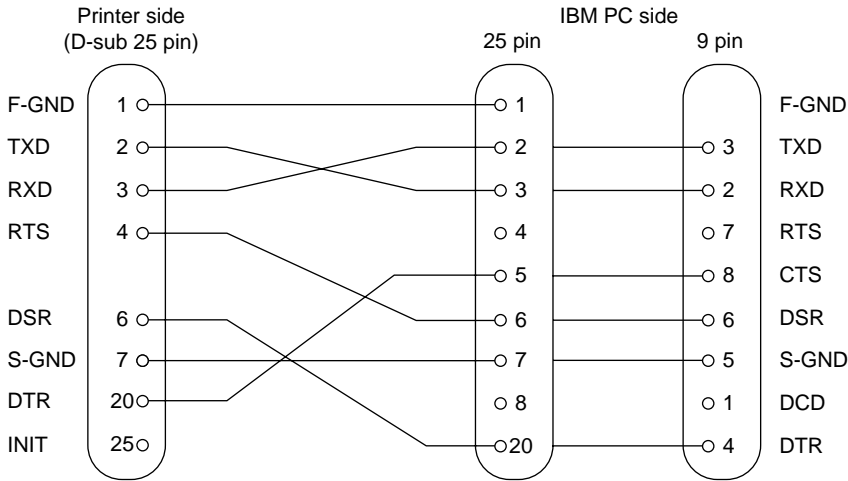 Printer side
(D-sub 25 pin)
IBM PC side
25 pin 9 pin
F-GND 1 1 F-GND
TXD 2 2 3 TXD
RXD 3 3 2 RXD
RTS 4 4 7 RTS
5 8 CTS
DSR 6 6 6 DSR
S-GND 7 7 5 S-GND
DTR 20 8 1 DCD
INIT 25 20 4 DTR